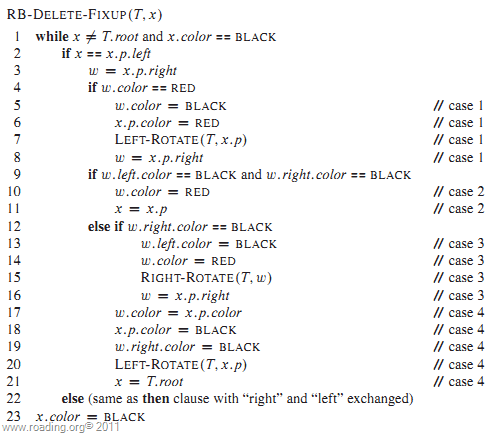 RB-DELETE-FIXUP(T, x)
1 while x ≠ T.root and x.color == BLACK
2 if x == x.p.left
3 w = x.p.right
4 if w.color == RED
5 w.color = BLACK // case 1
6 x.p.color = RED // case 1
7 LEFT-ROTATE(T, x.p) // case 1
8 w = x.p.right // case 1
9 if w.left.color == BLACK and w.right.color == BLACK
10 w.color = RED // case 2
11 x = x.p // case 2
12 else if w.right.color == BLACK
13 w.left.color = BLACK // case 3
14 w.color = RED // case 3
15 RIGHT-ROTATE(T, w) // case 3
16 w = x.p.right // case 3
17 w.color = x.p.color // case 4
18 x.p.color = BLACK // case 4
19 w.right.color = BLACK // case 4
20 LEFT-ROTATE(T, x.p) // case 4
21 x = T.root // case 4
22 else (same as then clause with “right” and “left” exchanged)
23 x.color = BLACK
www.roading.org© 2011